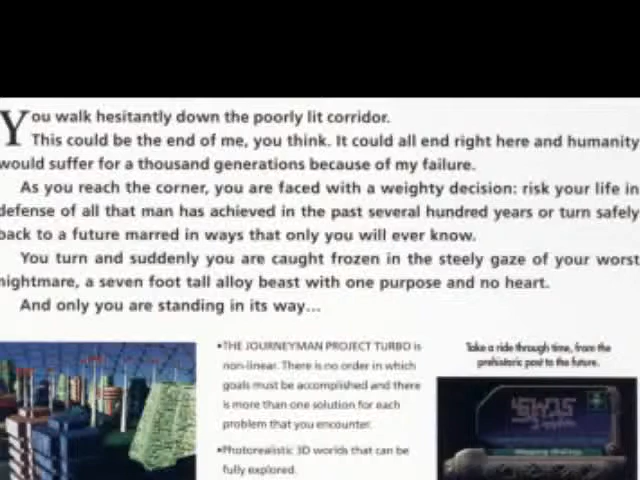 You walk hesitantly down the poorly lit corridor.
This could be the end of me, you think. It could all end right here and humanity
would suffer for a thousand generations because of my failure.
As you reach the corner, you are faced with a weighty decision: risk your life in
defense of all that man has achieved in the past several hundred years or turn safely
back to a future marred in ways that only you will ever know.
You turn and suddenly you are caught frozen in the steely gaze of your worst
nightmare, a seven foot tall alloy beast with one purpose and no heart.
And only you are standing in its way...
•THE JOURNEYMAN PROJECT TURBO is
non-linear. There is no order in which
goals must be accomplished and there
is more than one solution for each
problem that you encounter.
•Photorealistic 3D worlds that can be
fully explored.
Take a ride through time, from the
prehistoric past to the future.